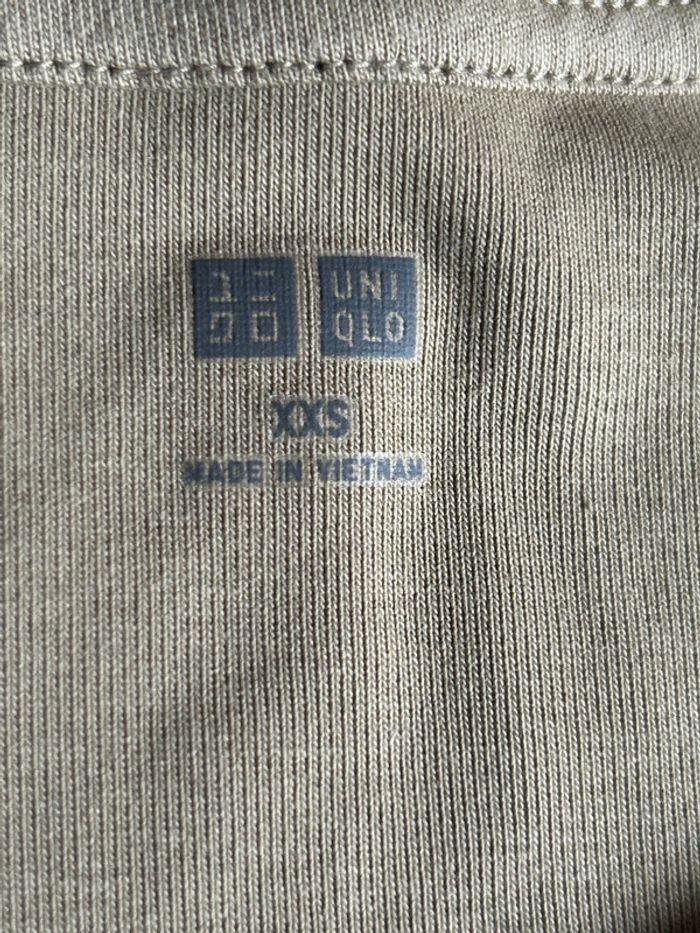 ユニ UNI
クロ QLO
XXS
MADE IN VIETNAM